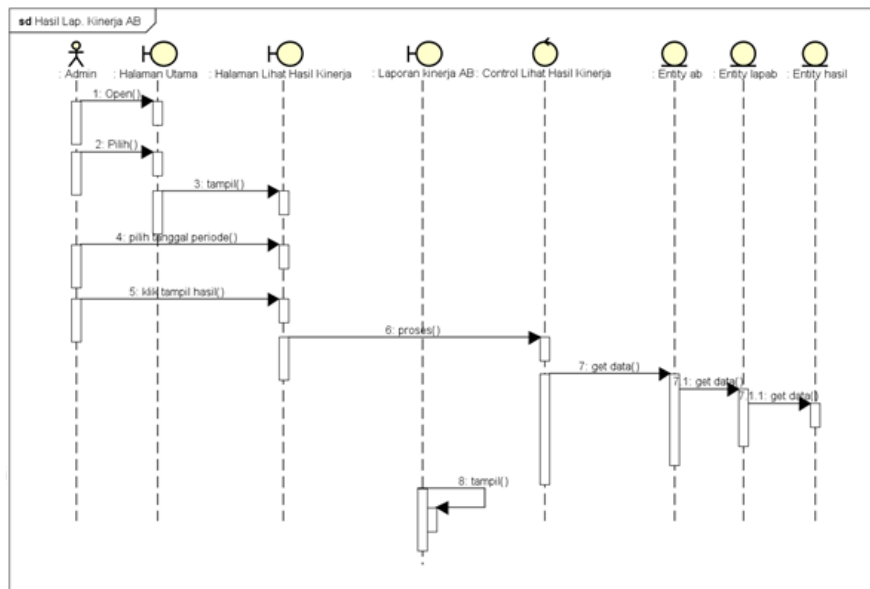 sd Hasil Lap. Kinerja AB
: Admin
: Halaman Utama
: Halaman Lihat Hasil Kinerja
: Laporan kinerja AB
: Control Lihat Hasil Kinerja
: Entity ab
: Entity lapab
: Entity hasil
1: Open()
2: Pilih()
3: tampil()
4: pilih tanggal periode()
5: klik tampil hasil()
6: proses()
7: get data()
7.1: get data()
7.1.1: get data()
8: tampil()